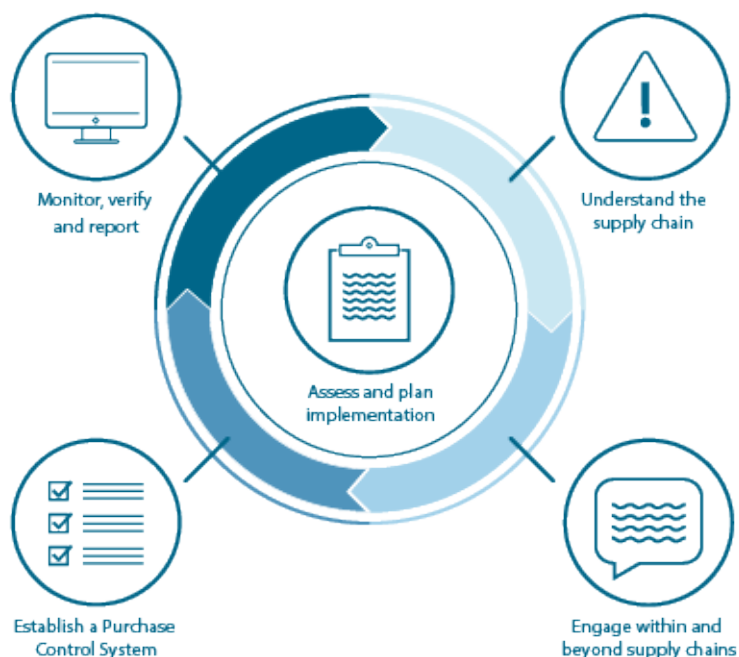 Monitor, verify
and report
Understand the
supply chain
Assess and plan
implementation
Establish a Purchase
Control System
Engage within and
beyond supply chains